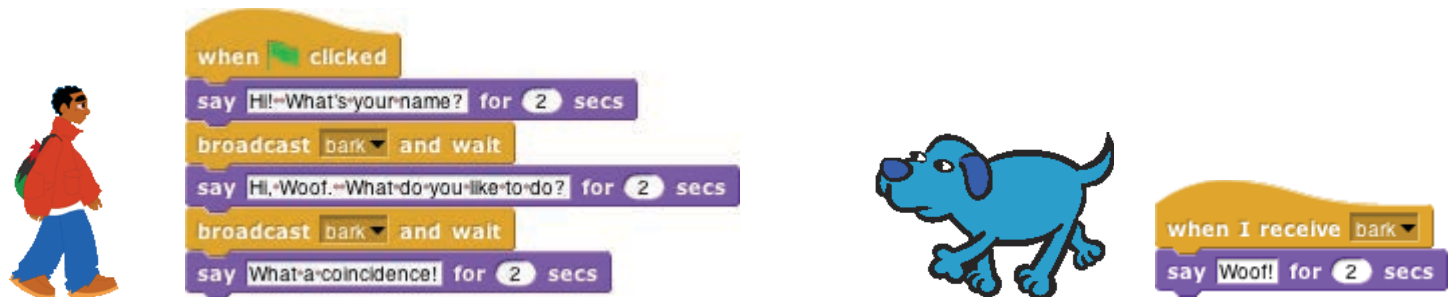 when clicked
say Hi! What's your name? for 2 secs
broadcast bark and wait
say Hi, Woof. What do you like to do? for 2 secs
broadcast bark and wait
say What a coincidence! for 2 secs
when I receive bark
say Woof! for 2 secs